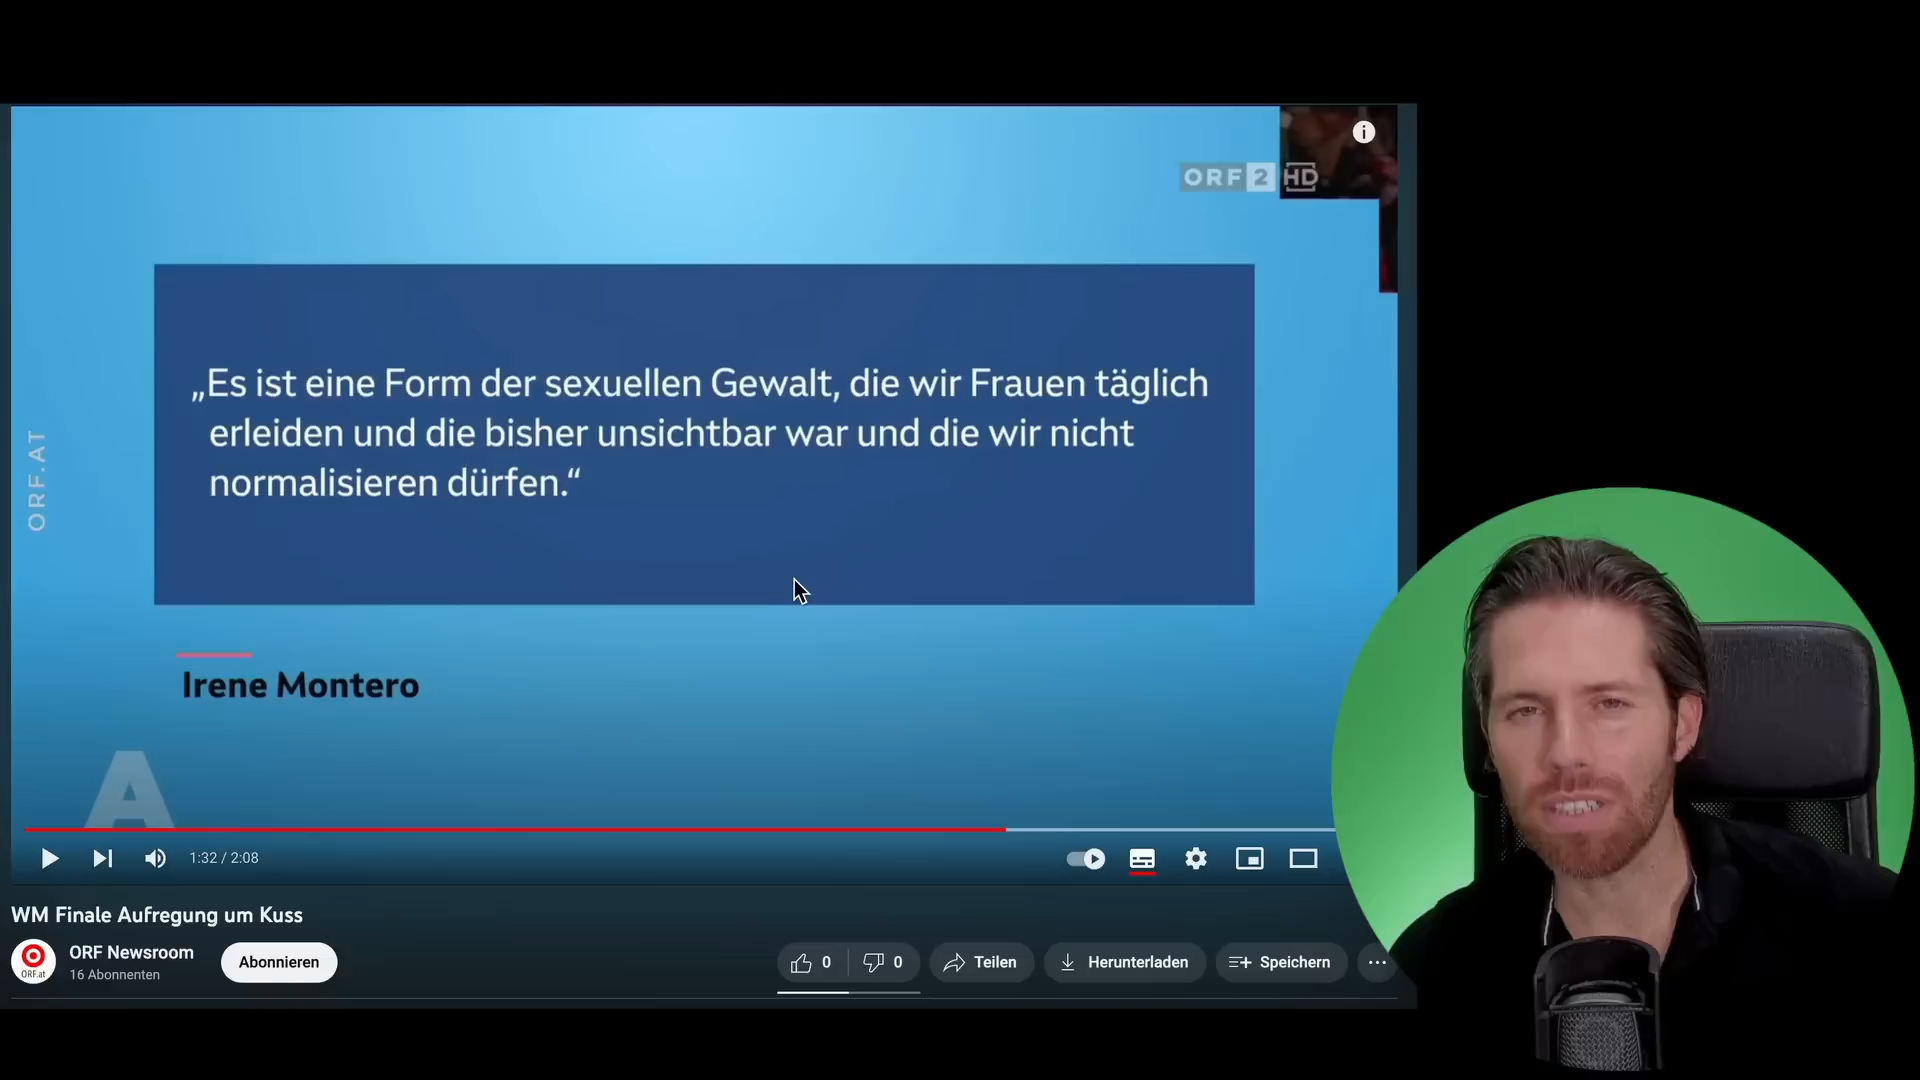 ORF 2 HD
„Es ist eine Form der sexuellen Gewalt, die wir Frauen täglich
erleiden und die bisher unsichtbar war und die wir nicht
normalisieren dürfen.“
ORF.AT
Irene Montero
A
1:32 / 2:08
WM Finale Aufregung um Kuss
ORF.at
ORF Newsroom
16 Abonnenten
Abonnieren
0
0
Teilen
Herunterladen
Speichern